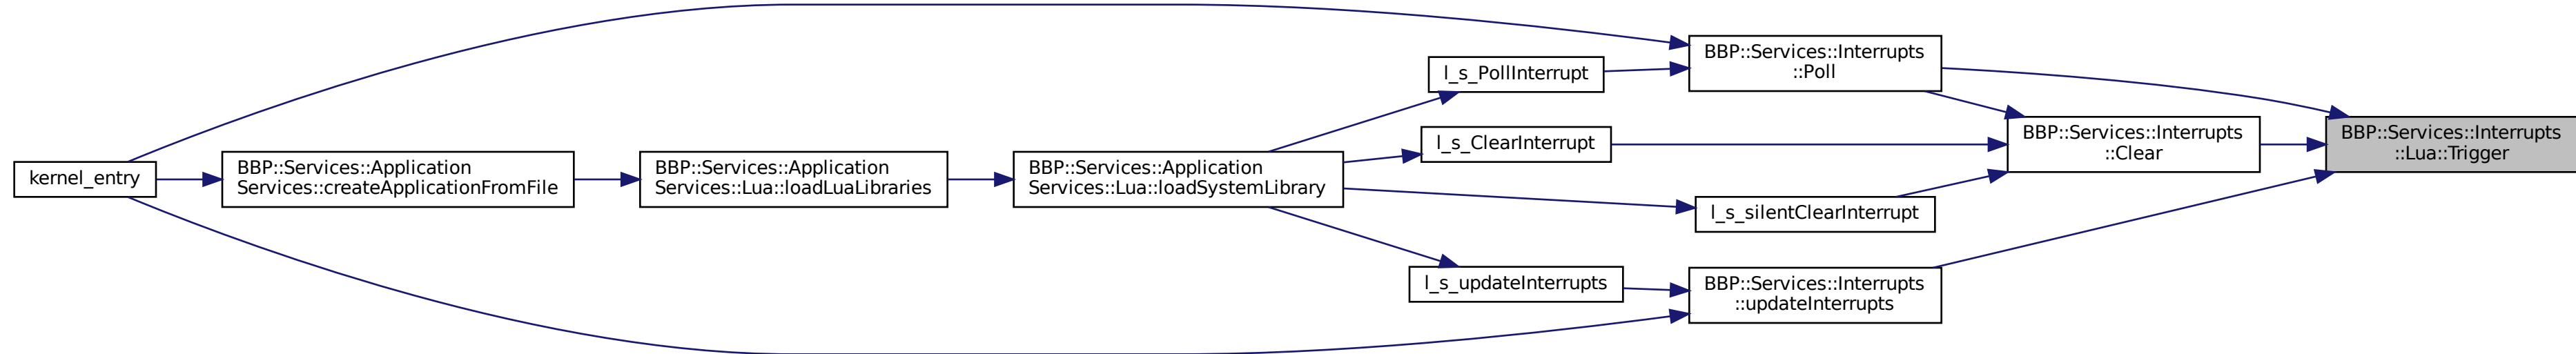 kernel_entry
BBP::Services::Application
Services::createApplicationFromFile
BBP::Services::Application
Services::Lua::loadLuaLibraries
BBP::Services::Application
Services::Lua::loadSystemLibrary
l_s_PollInterrupt
l_s_ClearInterrupt
l_s_silentClearInterrupt
l_s_updateInterrupts
BBP::Services::Interrupts
::Poll
BBP::Services::Interrupts
::updateInterrupts
BBP::Services::Interrupts
::Clear
BBP::Services::Interrupts
::Lua::Trigger